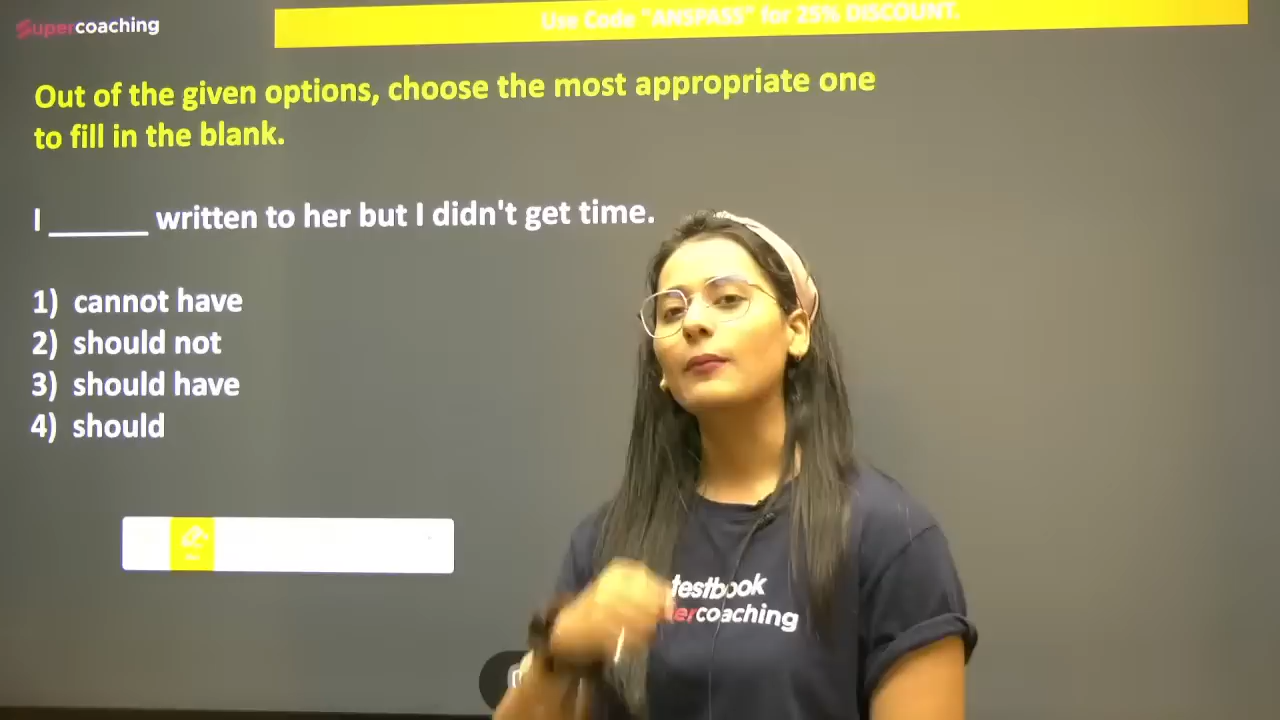 Supercoaching
Use Code "ANSPASS" for 25% DISCOUNT.
Out of the given options, choose the most appropriate one
to fill in the blank.
I ______ written to her but I didn't get time.
1) cannot have
2) should not
3) should have
4) should
testbook
ercoaching